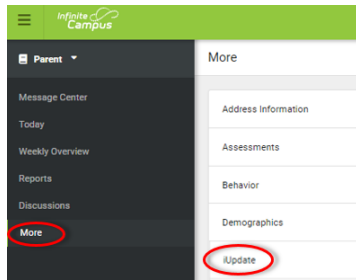 Infinite
Campus
Parent
More
Message Center
Today
Weekly Overview
Reports
Discussions
More
Address Information
Assessments
Behavior
Demographics
iUpdate